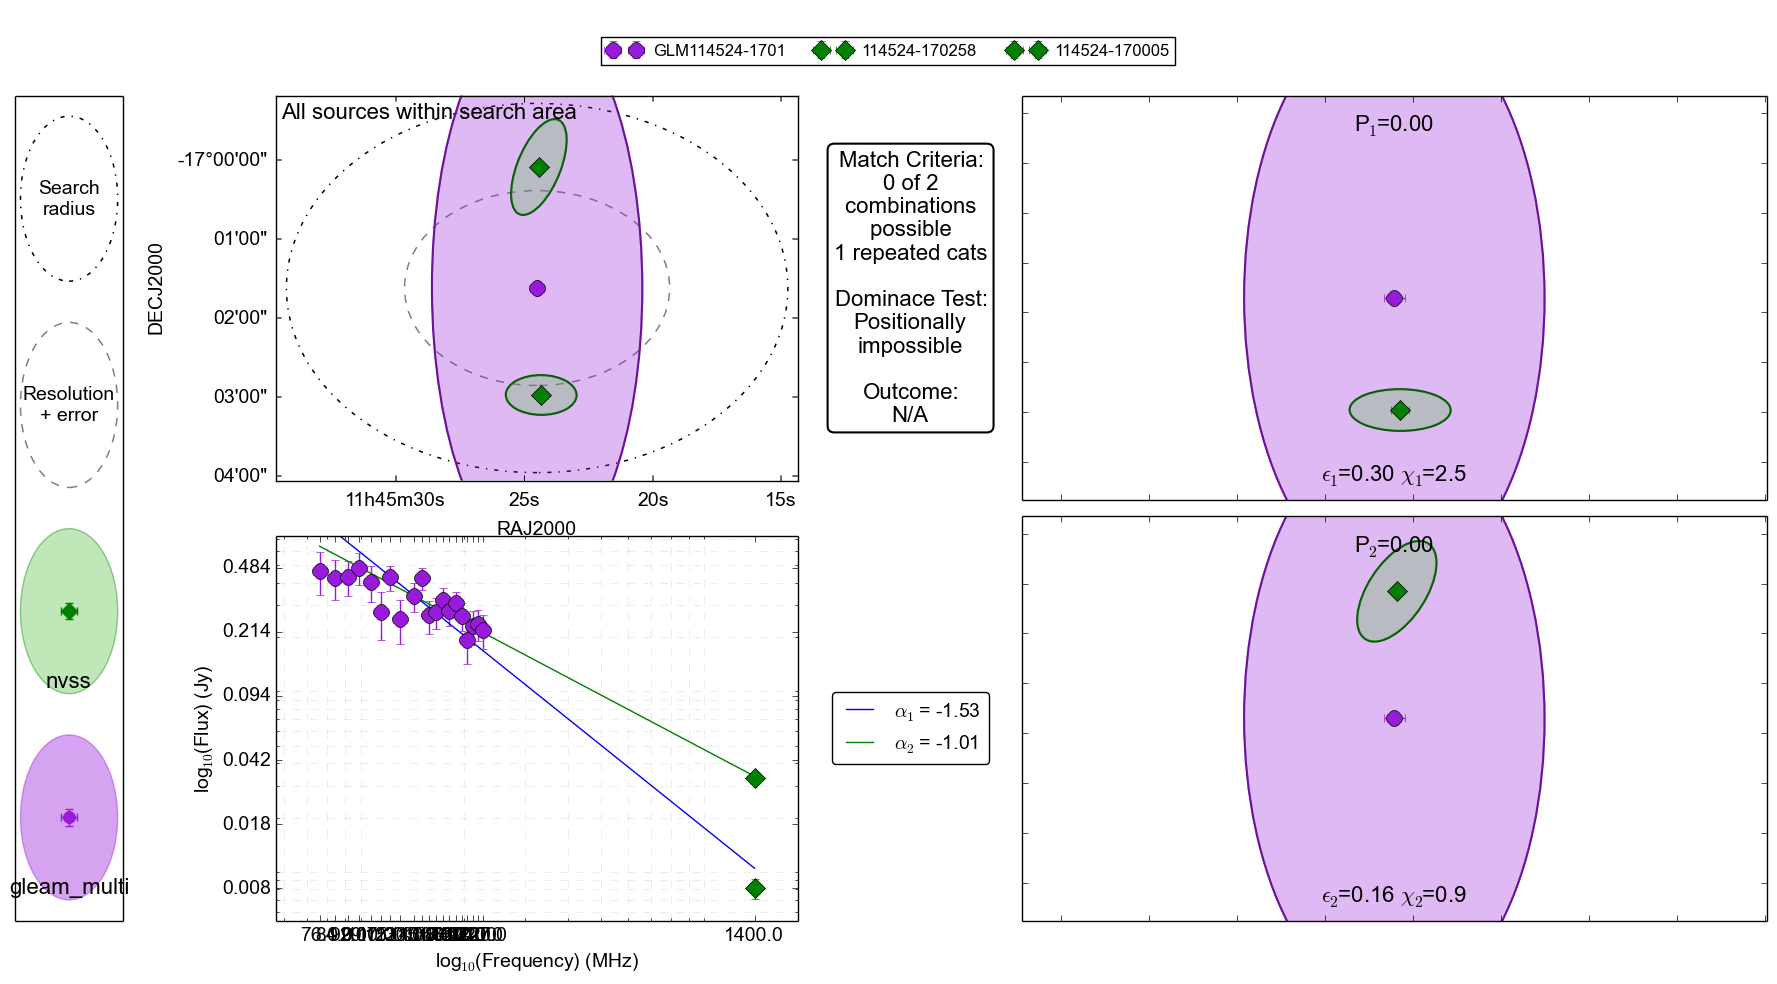 GLM114524-1701 114524-170258 114524-170005
Search
radius
Resolution
+ error
nvss
gleam_multi
All sources within search area
DECJ2000
-17°00'00"
01'00"
02'00"
03'00"
04'00"
11h45m30s 25s 20s 15s
RAJ2000
Match Criteria:
0 of 2
combinations
possible
1 repeated cats
Dominace Test:
Positionally
impossible
Outcome:
N/A
P₁=0.00
ϵ₁=0.30 χ₁=2.5
P₂=0.00
ϵ₂=0.16 χ₂=0.9
log₁₀(Flux) (Jy)
0.484
0.214
0.094
0.042
0.018
0.008
1400.0
log₁₀(Frequency) (MHz)
α₁ = -1.53
α₂ = -1.01